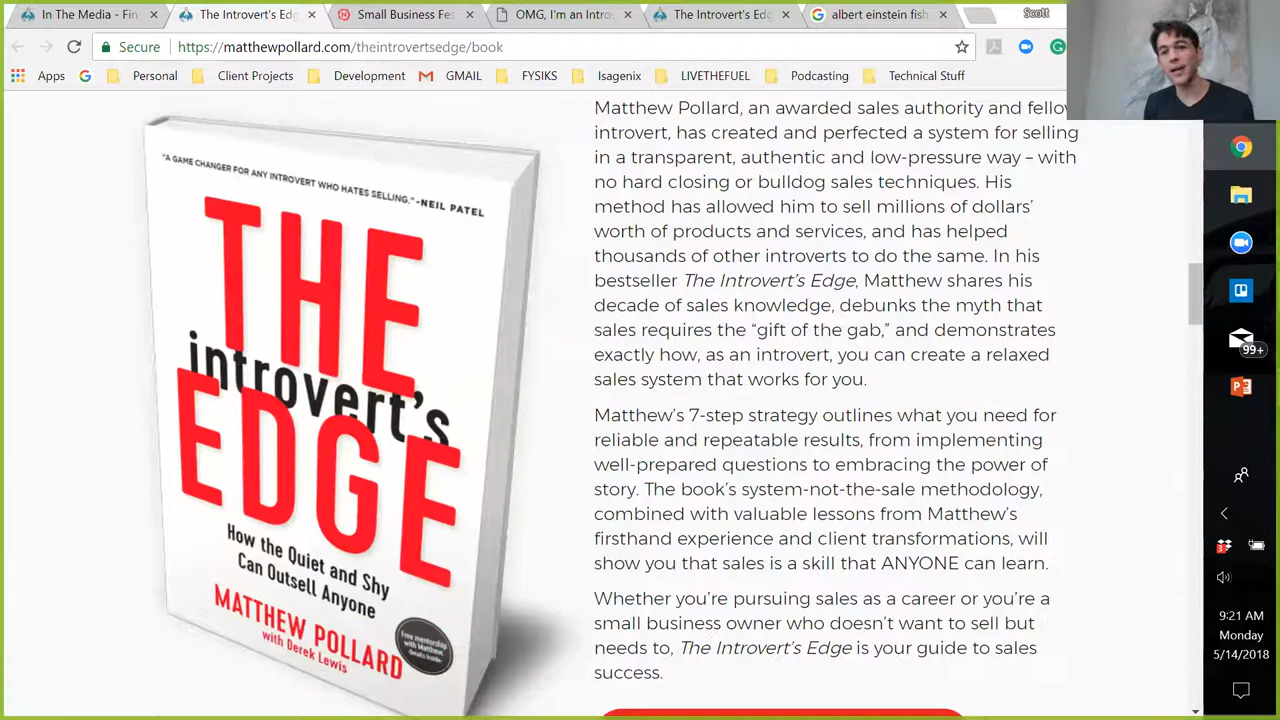 In The Media - Fin
The Introvert's Edge
Small Business Fes
OMG, I'm an Intro
The Introvert's Edg
albert einstein fish
Scott
Secure
https://matthewpollard.com/theintrovertsedge/book
Apps
Personal
Client Projects
Development
GMAIL
FYSIKS
Isagenix
LIVETHEFUEL
Podcasting
Technical Stuff
"A GAME CHANGER FOR ANY INTROVERT WHO HATES SELLING." -NEIL PATEL
THE
introvert's
EDGE
How the Quiet and Shy
Can Outsell Anyone
MATTHEW POLLARD
with Derek Lewis
Free mentorship
with Matthew.
Details Inside!
Matthew Pollard, an awarded sales authority and fellow
introvert, has created and perfected a system for selling
in a transparent, authentic and low-pressure way – with
no hard closing or bulldog sales techniques. His
method has allowed him to sell millions of dollars’
worth of products and services, and has helped
thousands of other introverts to do the same. In his
bestseller The Introvert’s Edge, Matthew shares his
decade of sales knowledge, debunks the myth that
sales requires the “gift of the gab,” and demonstrates
exactly how, as an introvert, you can create a relaxed
sales system that works for you.
Matthew’s 7-step strategy outlines what you need for
reliable and repeatable results, from implementing
well-prepared questions to embracing the power of
story. The book’s system-not-the-sale methodology,
combined with valuable lessons from Matthew’s
firsthand experience and client transformations, will
show you that sales is a skill that ANYONE can learn.
Whether you’re pursuing sales as a career or you’re a
small business owner who doesn’t want to sell but
needs to, The Introvert’s Edge is your guide to sales
success.
99+
9:21 AM
Monday
5/14/2018